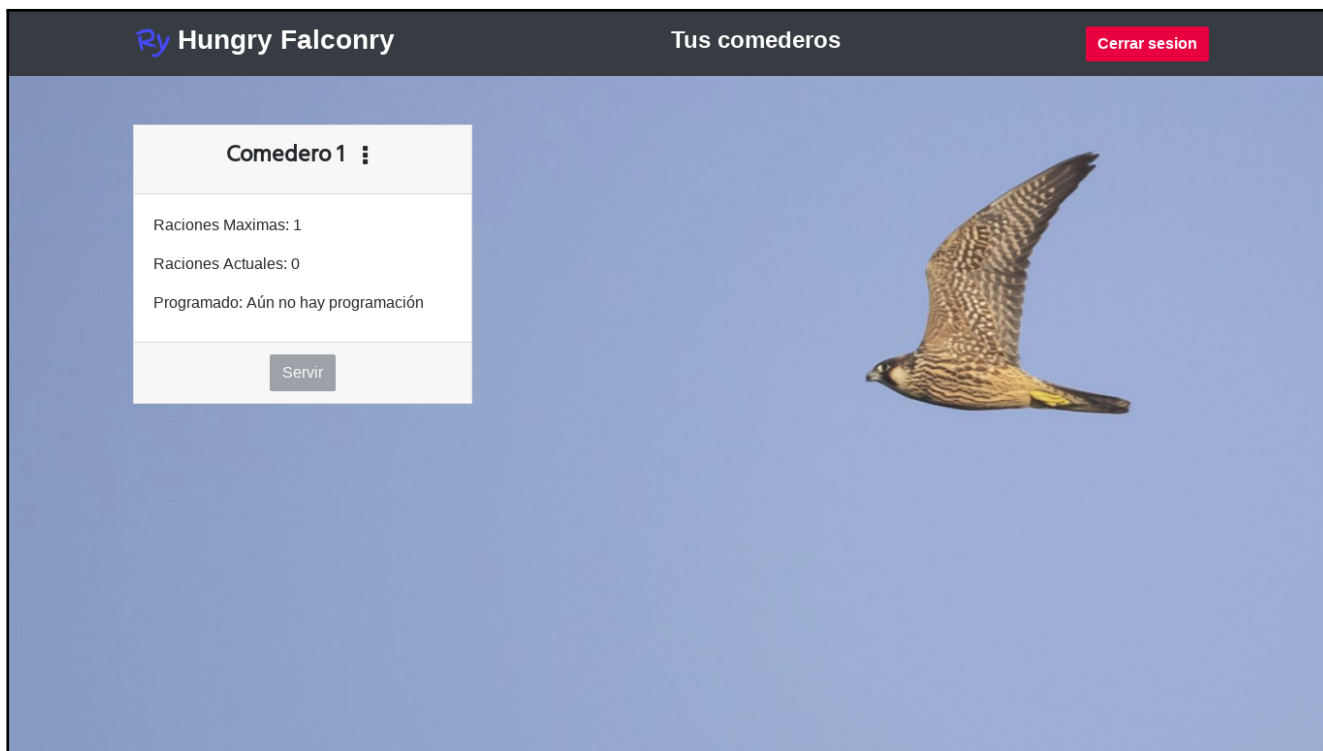 Ry Hungry Falconry
Tus comederos
Cerrar sesion
Comedero 1
Raciones Maximas: 1
Raciones Actuales: 0
Programado: Aún no hay programación
Servir